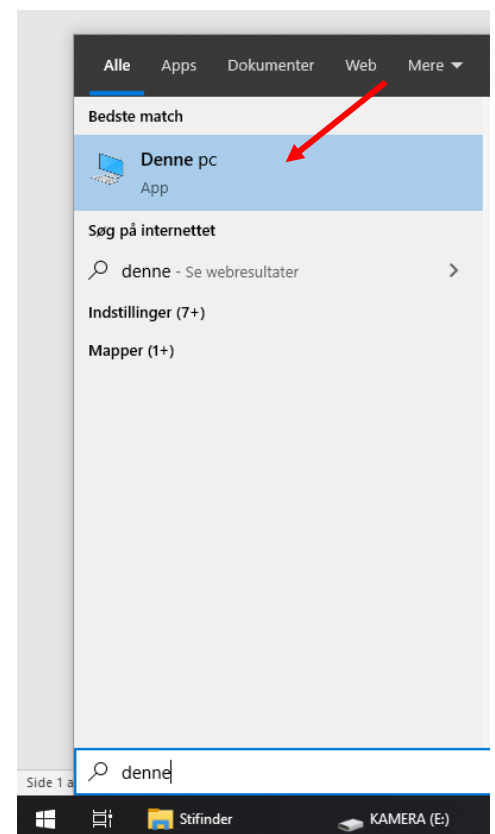 Alle Apps Dokumenter Web Mere
Bedste match
Denne pc
App
Søg på internettet
denne - Se webresultater
Indstillinger (7+)
Mapper (1+)
denne
Side 1 a
Stifinder KAMERA (E:)